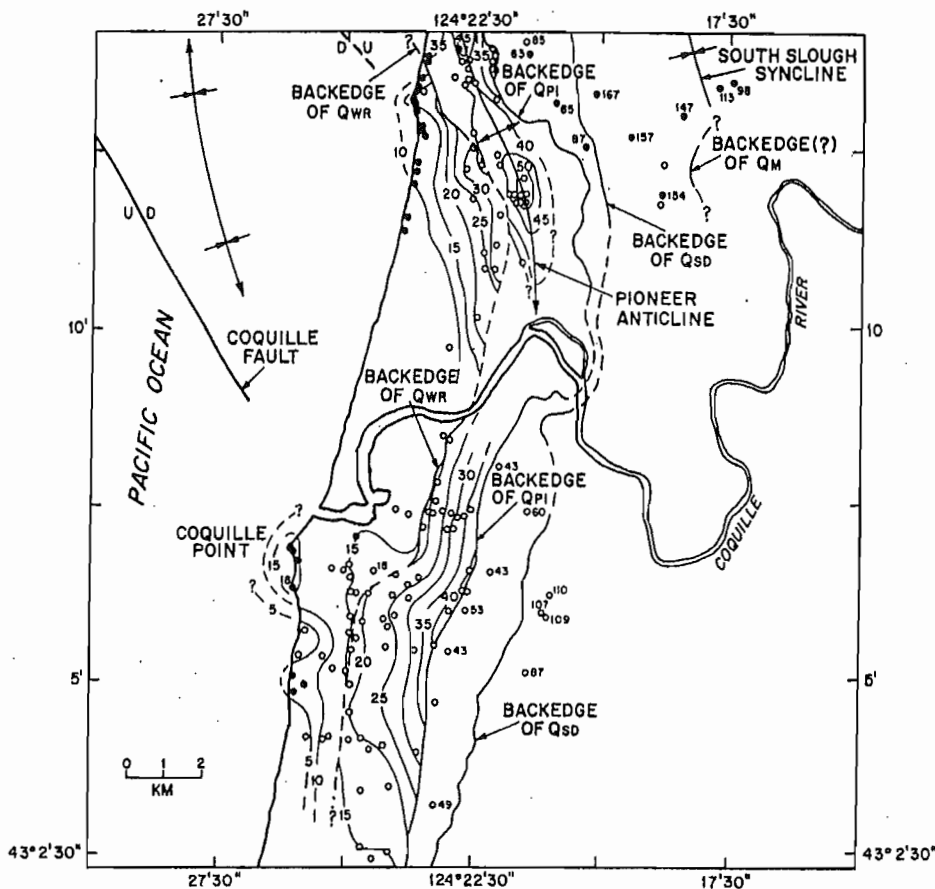 27'30"
124°22'30"
17'30"
?
D U
35
45
35
85
63
BACKEDGE
OF QWR
BACKEDGE
OF QPI
SOUTH SLOUGH
SYNCLINE
65
167
147
113
98
?
157
87
BACKEDGE(?)
OF QM
10
40
50
20
30
184
?
U D
25
45
15
?
BACKEDGE
OF QSD
?
PIONEER
ANTICLINE
RIVER
10'
10
COQUILLE
FAULT
PACIFIC OCEAN
BACKEDGE
OF QWR
30
43
BACKEDGE
OF QPI
60
COQUILLE
?
COQUILLE
POINT
15
15
18
18
43
?
5
40
53
110
107
109
35
20
43
5'
25
87
BACKEDGE
OF QSD
0 1 2
KM
5
10
?
15
49
43°2'30"
27'30"
124°22'30"
17'30"